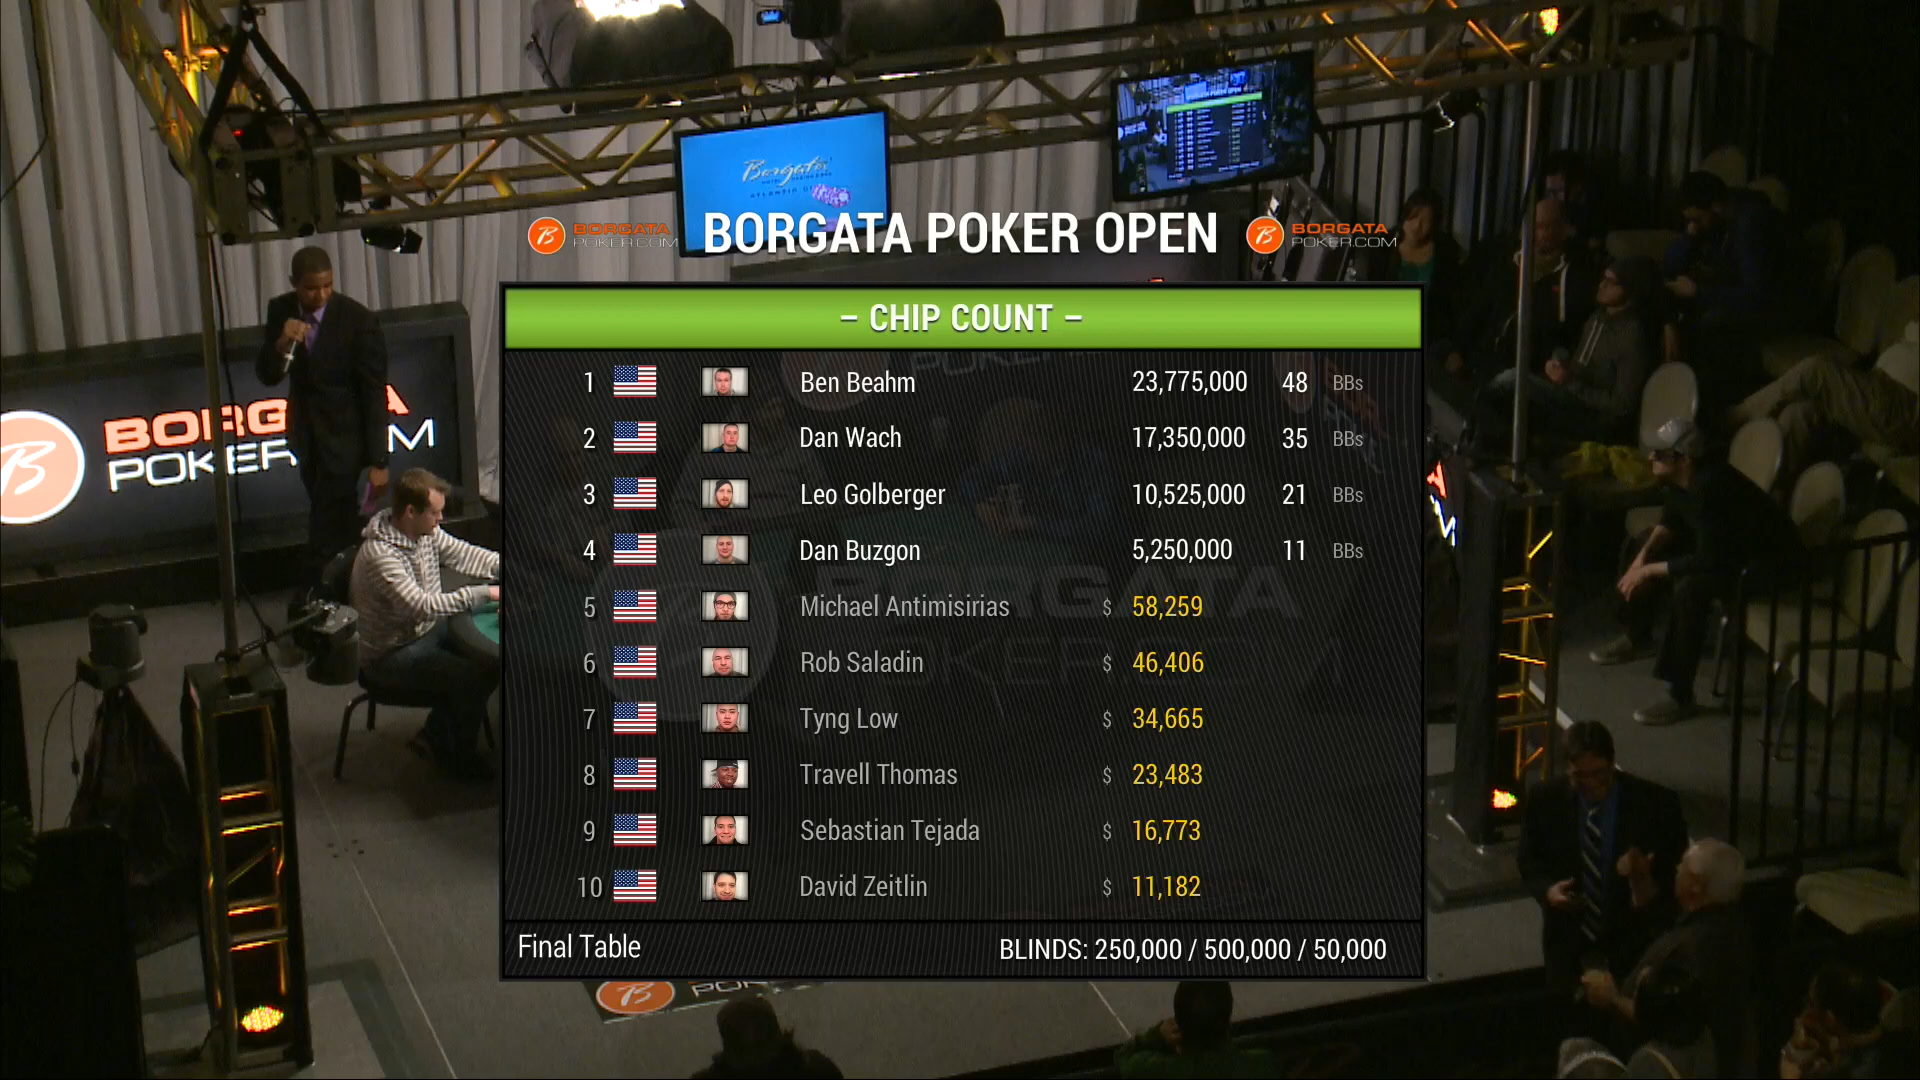 Borgata
BORGATA
POKER.COM
BORGATA POKER OPEN
BORGATA
POKER.COM
– CHIP COUNT –
1 Ben Beahm 23,775,000 48 BBs
2 Dan Wach 17,350,000 35 BBs
3 Leo Golberger 10,525,000 21 BBs
4 Dan Buzgon 5,250,000 11 BBs
5 Michael Antimisirias $ 58,259
6 Rob Saladin $ 46,406
7 Tyng Low $ 34,665
8 Travell Thomas $ 23,483
9 Sebastian Tejada $ 16,773
10 David Zeitlin $ 11,182
Final Table BLINDS: 250,000 / 500,000 / 50,000